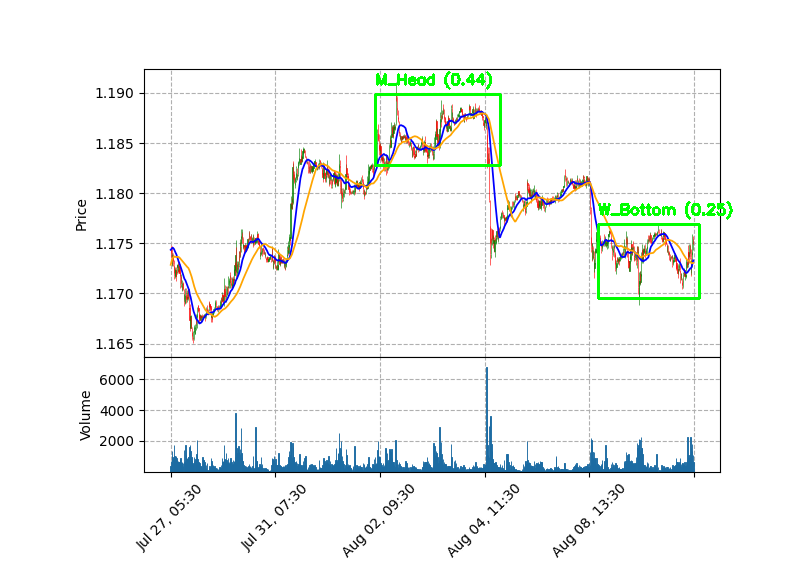 M_Head (0.44)
1.190
1.185
1.180
W_Bottom (0.25)
1.175
1.170
1.165
Price
6000
4000
2000
Volume
Jul 27, 05:30
Jul 31, 07:30
Aug 02, 09:30
Aug 04, 11:30
Aug 08, 13:30